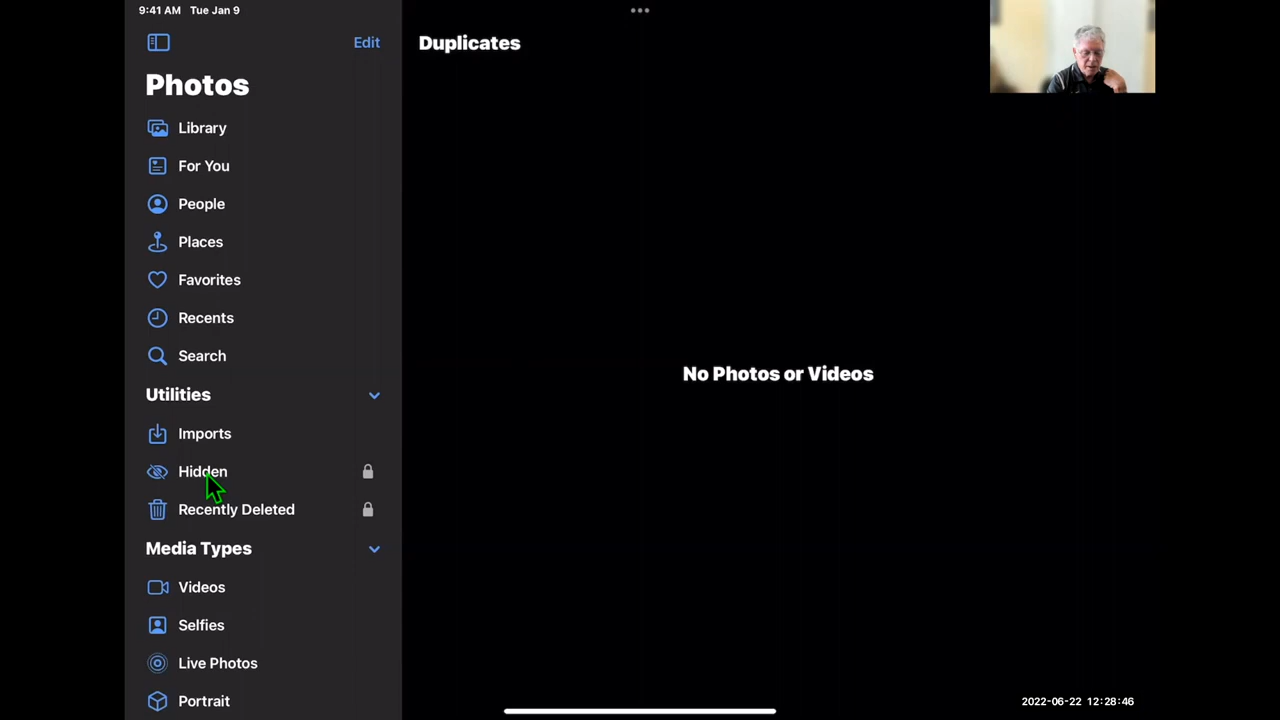 9:41 AM Tue Jan 9
Edit
Photos
Library
For You
People
Places
Favorites
Recents
Search
Utilities
Imports
Hidden
Recently Deleted
Media Types
Videos
Selfies
Live Photos
Portrait
Duplicates
No Photos or Videos
2022-06-22 12:28:46